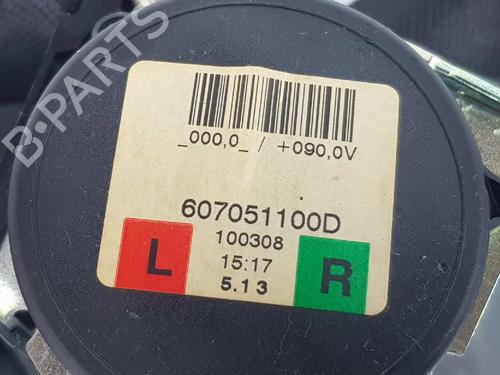 _000,0_ / +090,0V
607051100D
100308
L 15:17 R
5.13
B-PARTS